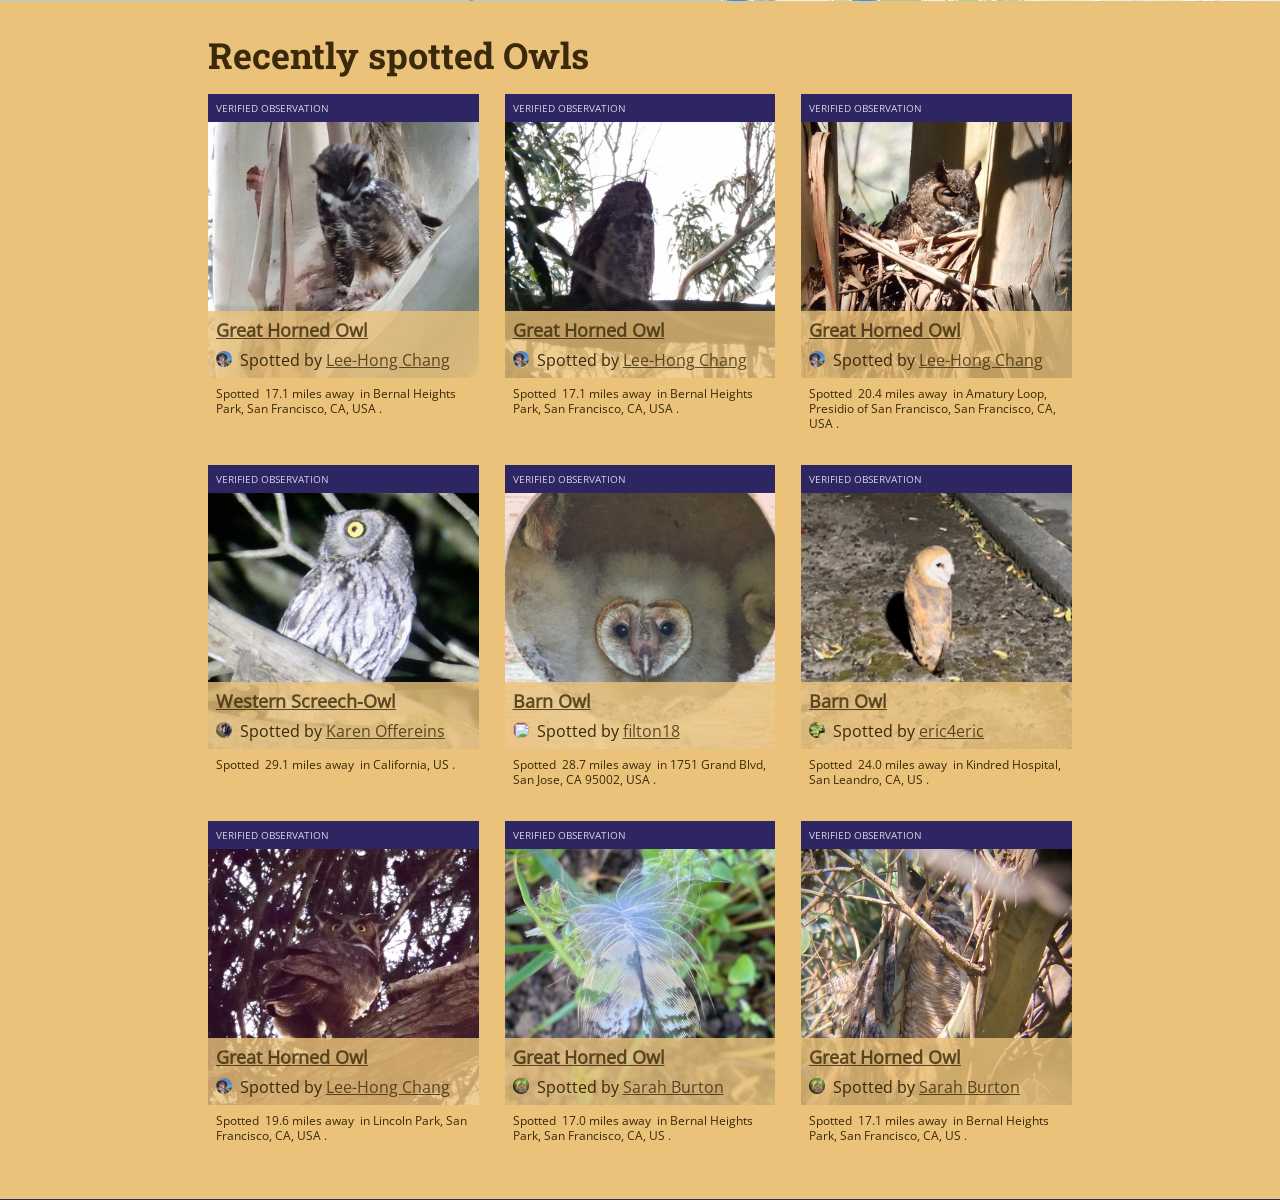 Recently spotted Owls
VERIFIED OBSERVATION
Great Horned Owl
Spotted by Lee-Hong Chang
Spotted 17.1 miles away in Bernal Heights
Park, San Francisco, CA, USA .
VERIFIED OBSERVATION
Great Horned Owl
Spotted by Lee-Hong Chang
Spotted 17.1 miles away in Bernal Heights
Park, San Francisco, CA, USA .
VERIFIED OBSERVATION
Great Horned Owl
Spotted by Lee-Hong Chang
Spotted 20.4 miles away in Amatury Loop,
Presidio of San Francisco, San Francisco, CA,
USA .
VERIFIED OBSERVATION
Western Screech-Owl
Spotted by Karen Offereins
Spotted 29.1 miles away in California, US .
VERIFIED OBSERVATION
Barn Owl
Spotted by filton18
Spotted 28.7 miles away in 1751 Grand Blvd,
San Jose, CA 95002, USA .
VERIFIED OBSERVATION
Barn Owl
Spotted by eric4eric
Spotted 24.0 miles away in Kindred Hospital,
San Leandro, CA, US .
VERIFIED OBSERVATION
Great Horned Owl
Spotted by Lee-Hong Chang
Spotted 19.6 miles away in Lincoln Park, San
Francisco, CA, USA .
VERIFIED OBSERVATION
Great Horned Owl
Spotted by Sarah Burton
Spotted 17.0 miles away in Bernal Heights
Park, San Francisco, CA, US .
VERIFIED OBSERVATION
Great Horned Owl
Spotted by Sarah Burton
Spotted 17.1 miles away in Bernal Heights
Park, San Francisco, CA, US .